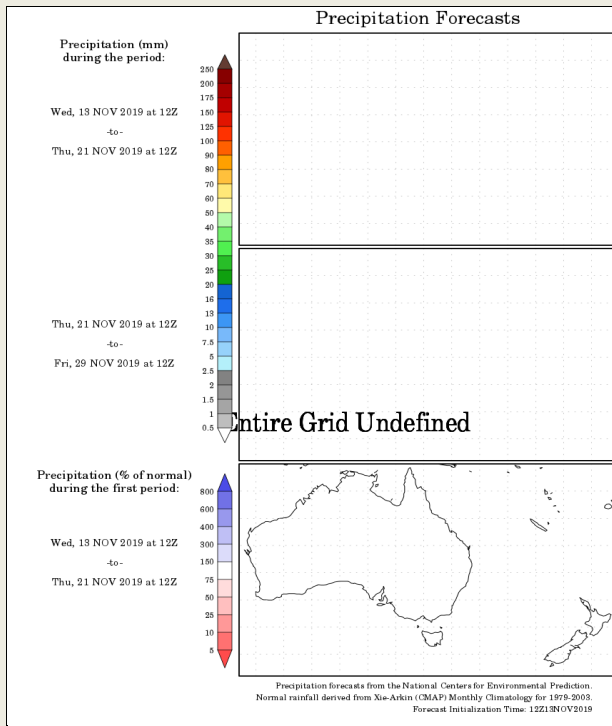 Precipitation Forecasts
Precipitation (mm)
during the period:
Wed, 13 NOV 2019 at 12Z
-to-
Thu, 21 NOV 2019 at 12Z
250
200
175
150
125
100
90
80
70
60
50
40
35
30
25
20
16
13
10
7.5
5
2.5
2
1.5
1
0.5
Thu, 21 NOV 2019 at 12Z
-to-
Fri, 29 NOV 2019 at 12Z
Entire Grid Undefined
Precipitation (% of normal)
during the first period:
Wed, 13 NOV 2019 at 12Z
-to-
Thu, 21 NOV 2019 at 12Z
800
600
400
300
150
75
50
25
10
5
Precipitation forecasts from the National Centers for Environmental Prediction.
Normal rainfall derived from Xie-Arkin (CMAP) Monthly Climatology for 1979-2003.
Forecast Initialization Time: 12Z13NOV2019